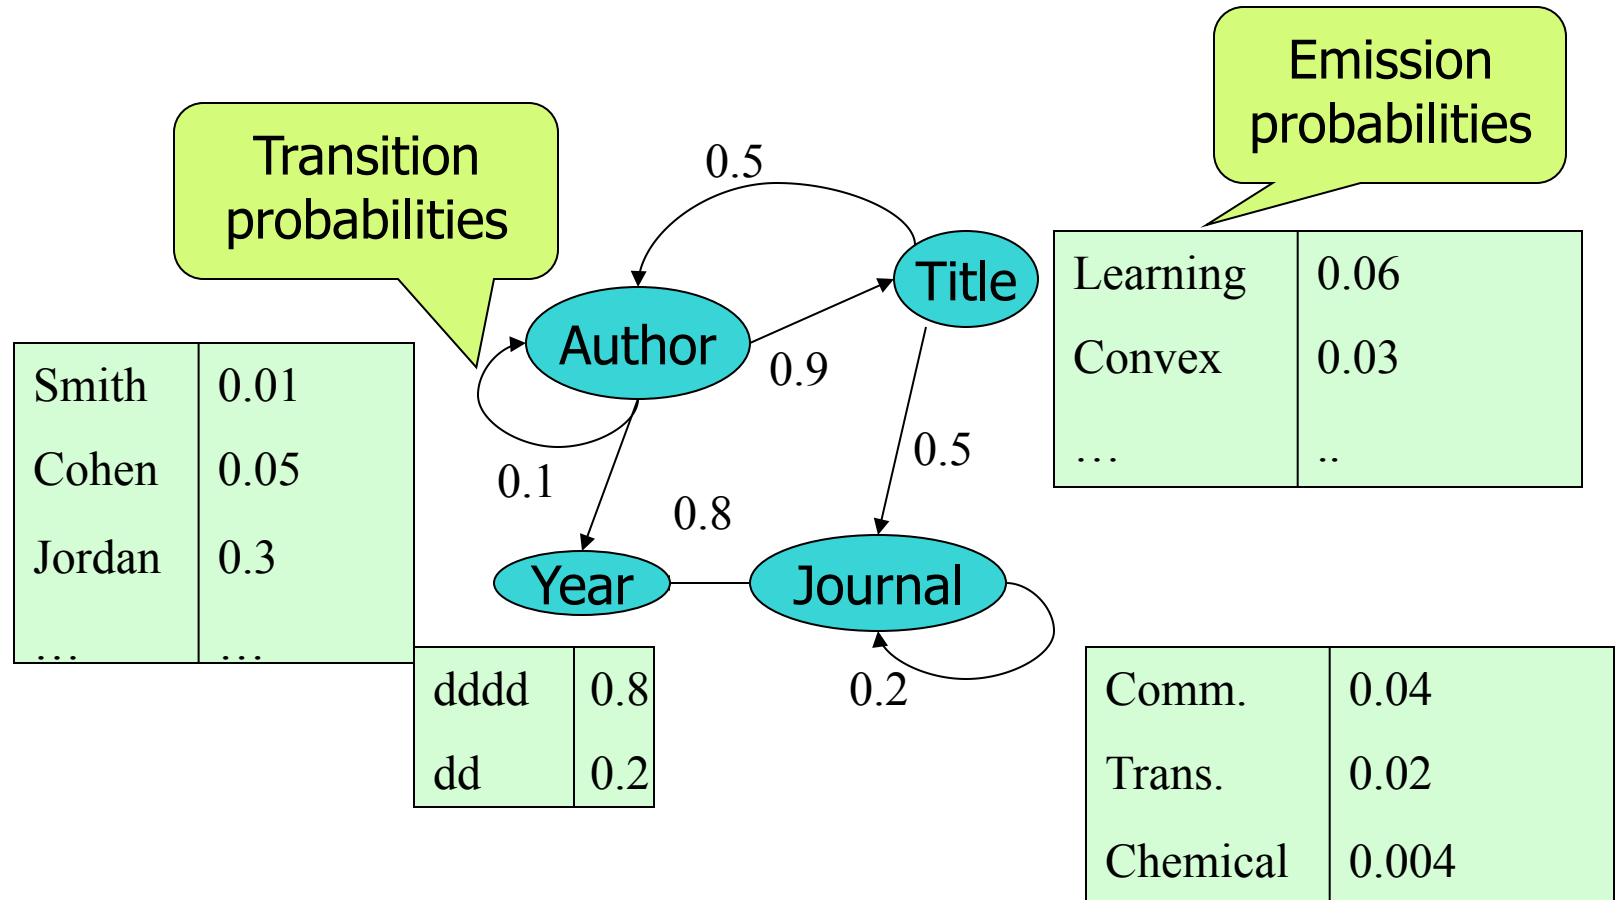 Emission
probabilities
Transition
probabilities
0.5
Title
Author
0.9
0.1
0.5
0.8
Year
Journal
0.2
Learning 0.06
Convex 0.03
… ..
Smith 0.01
Cohen 0.05
Jordan 0.3
… …
dddd 0.8
dd 0.2
Comm. 0.04
Trans. 0.02
Chemical 0.004